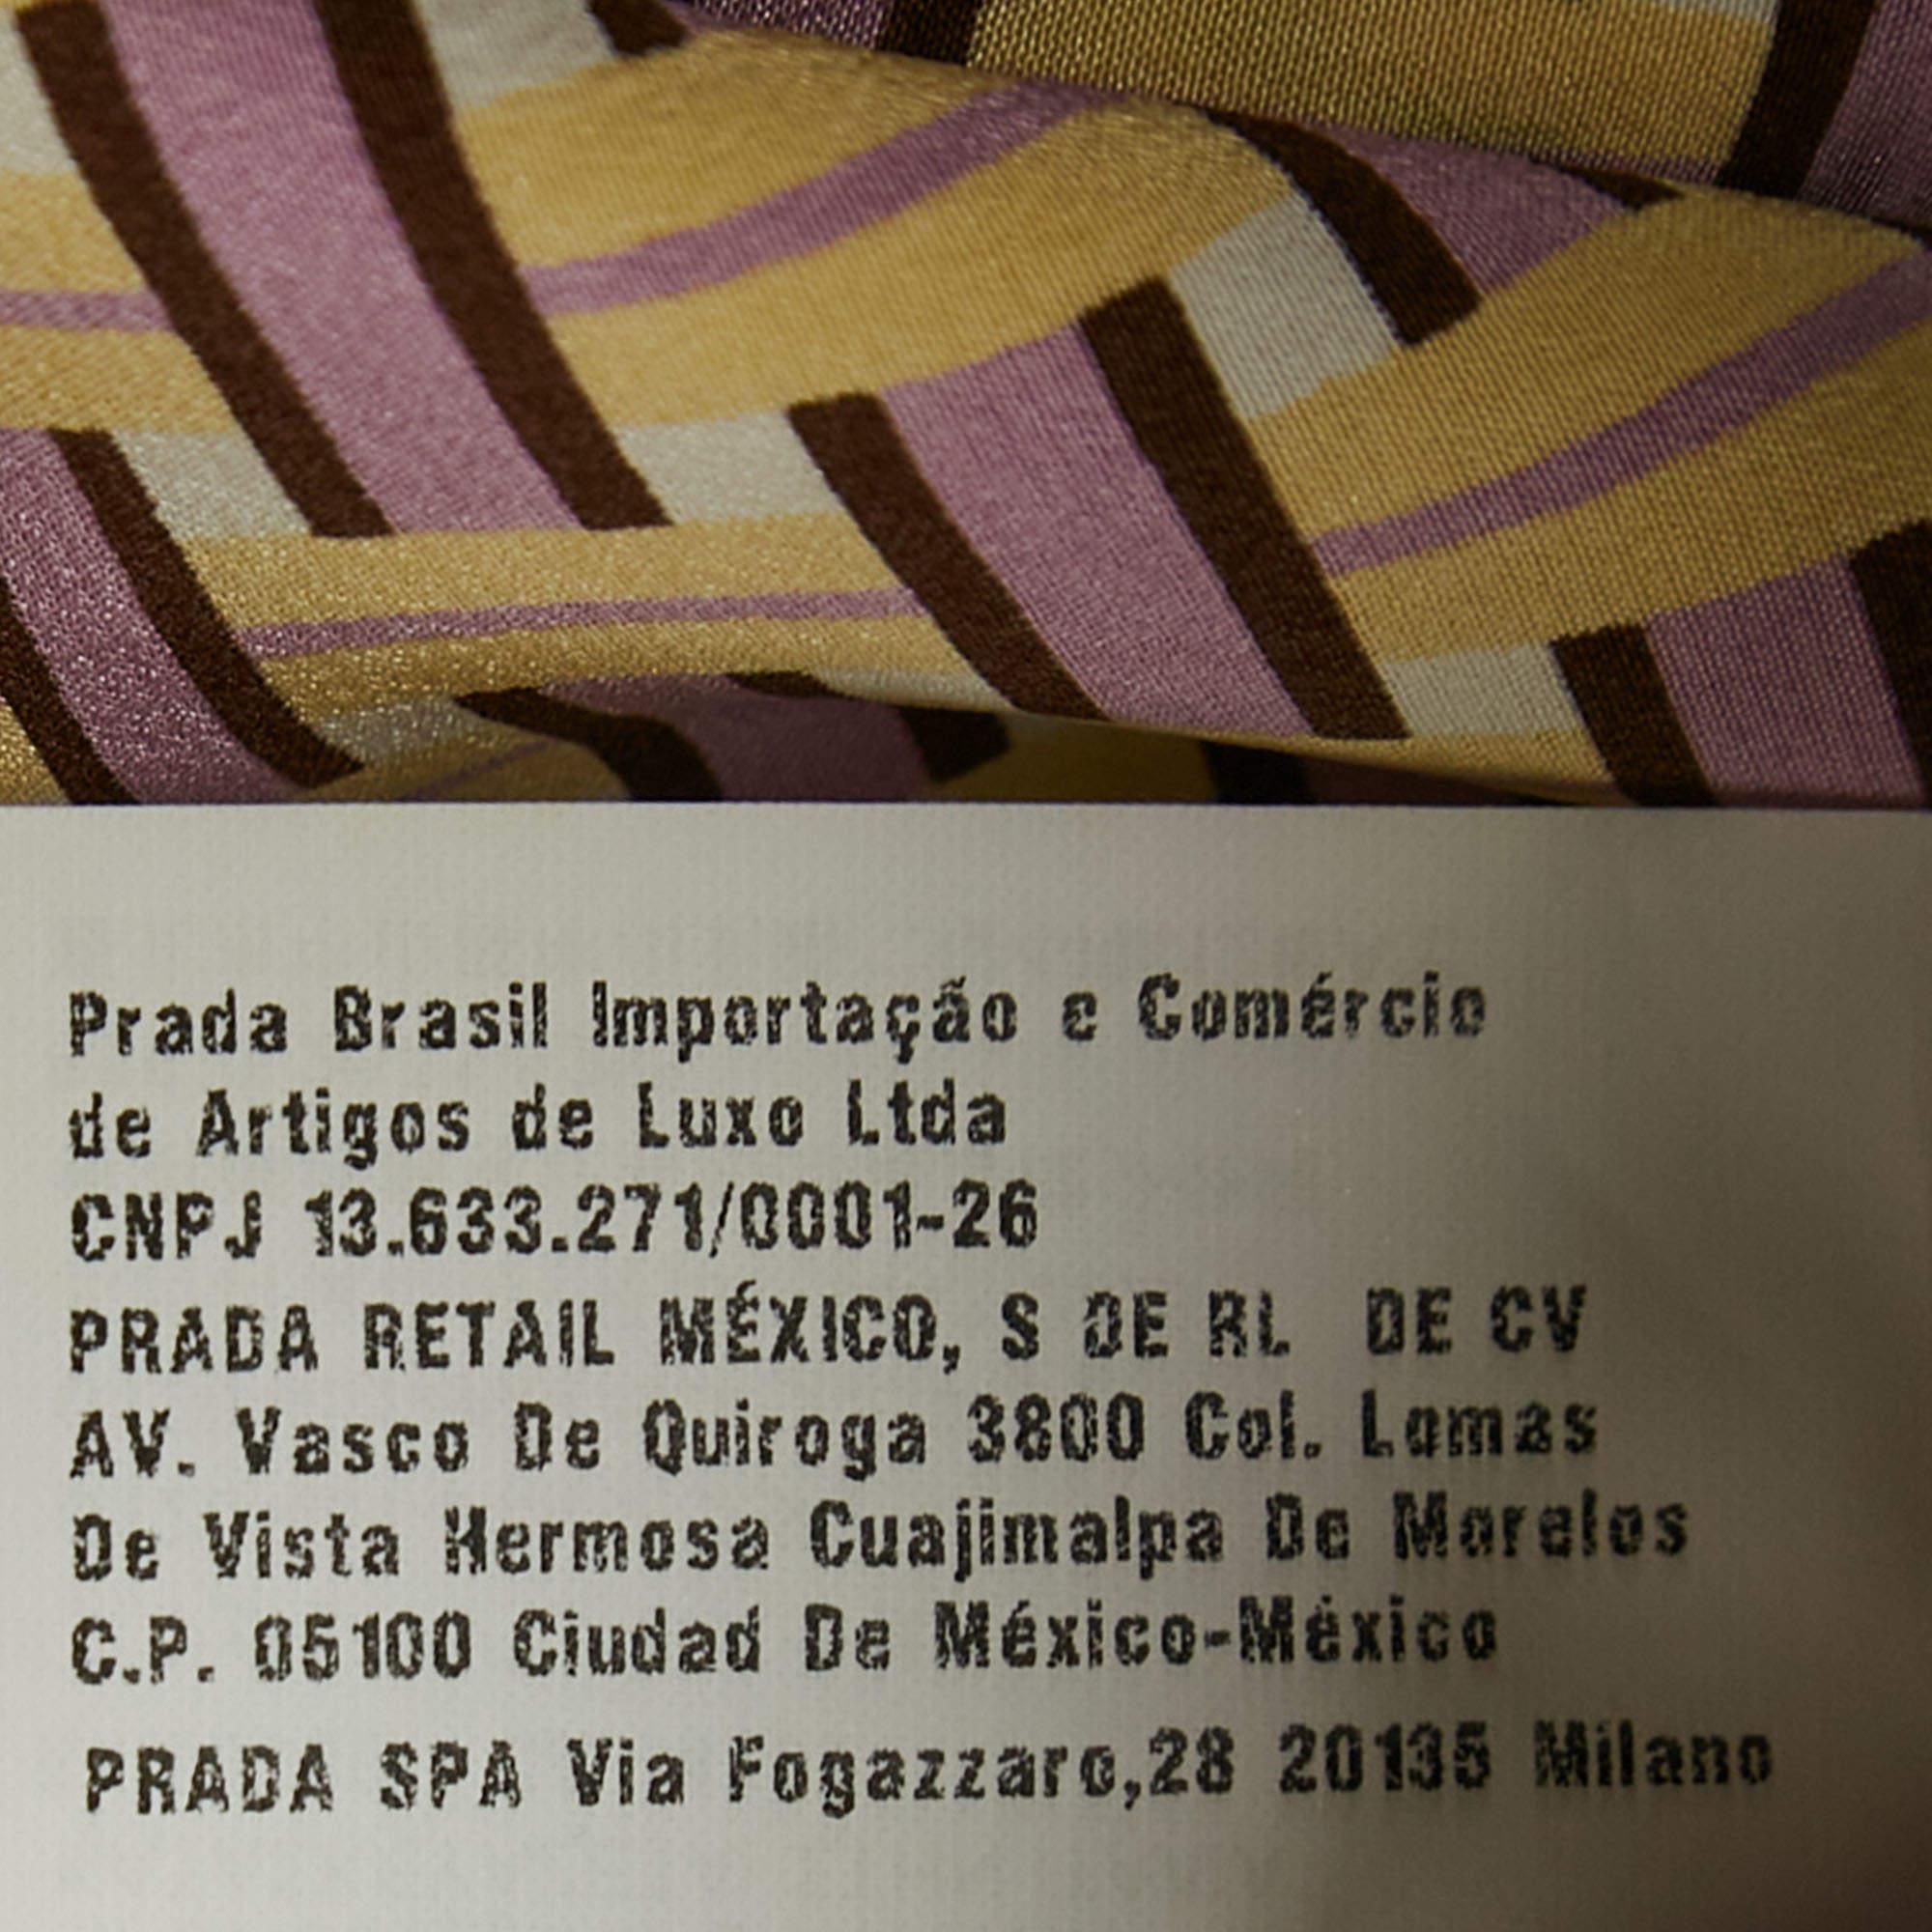 Prada Brasil Importação e Comércio
de Artigos de Luxo Ltda
CNPJ 13.633.271/0001-26
PRADA RETAIL MÉXICO, S DE RL DE CV
AV. Vasco De Quiroga 3800 Col. Lomas
De Vista Hermosa Cuajimalpa De Morelos
C.P. 05100 Ciudad De México-México
PRADA SPA Via Fogazzaro,28 20135 Milano